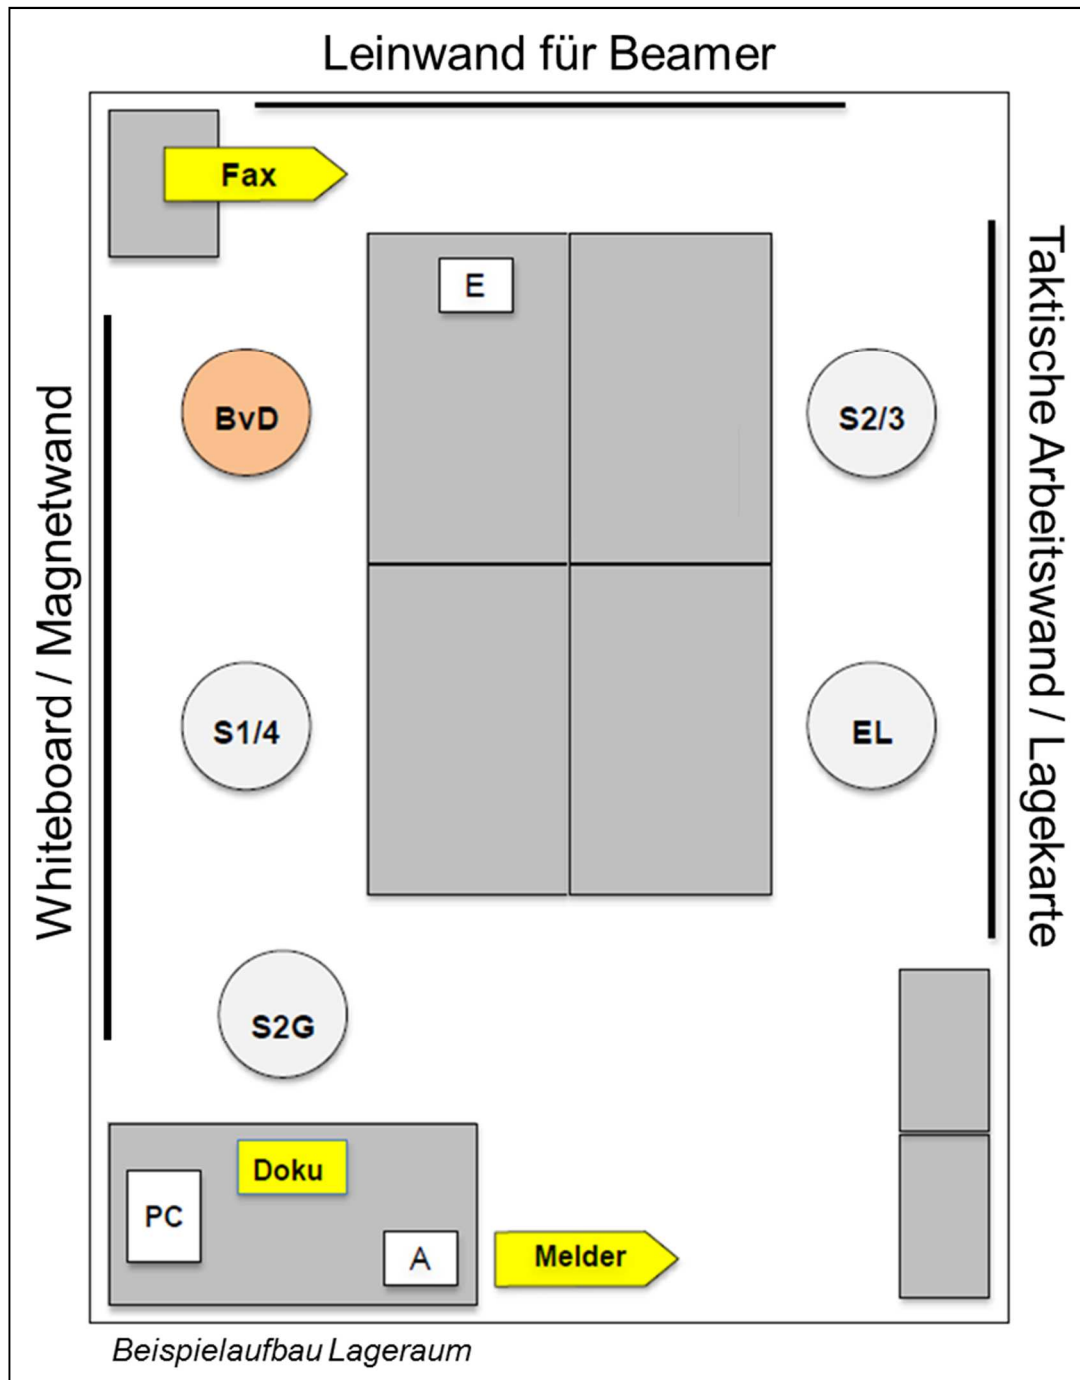 Leinwand für Beamer
Fax
E
BvD
S2/3
Whiteboard / Magnetwand
Taktische Arbeitswand / Lagekarte
S1/4
EL
S2G
Doku
PC
A
Melder
Beispielaufbau Lageraum